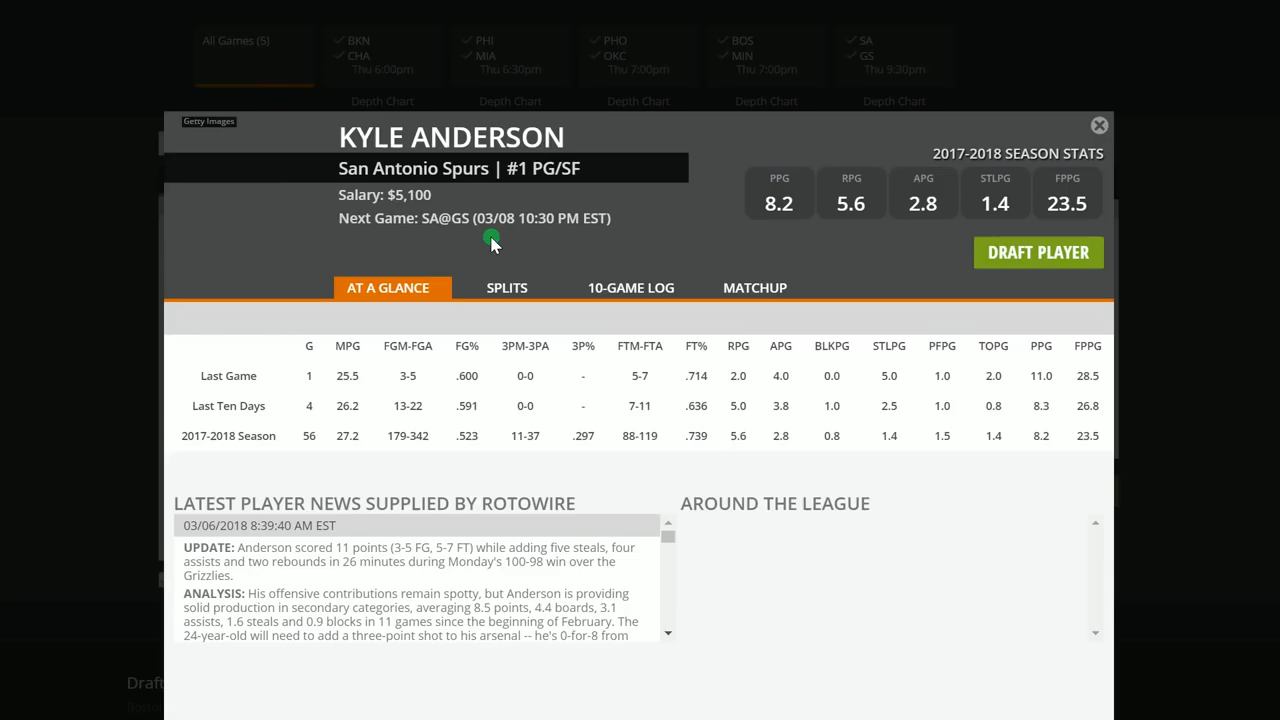 All Games (5)
BKN
CHA
Thu 6:00pm
PHI
MIA
Thu 6:30pm
PHO
OKC
Thu 7:00pm
BOS
MIN
Thu 7:00pm
SA
GS
Thu 9:30pm
Depth Chart Depth Chart Depth Chart Depth Chart Depth Chart
Getty Images
KYLE ANDERSON
San Antonio Spurs | #1 PG/SF
Salary: $5,100
Next Game: SA@GS (03/08 10:30 PM EST)
2017-2018 SEASON STATS
PPG RPG APG STLPG FPPG
8.2 5.6 2.8 1.4 23.5
DRAFT PLAYER
AT A GLANCE SPLITS 10-GAME LOG MATCHUP
G MPG FGM-FGA FG% 3PM-3PA 3P% FTM-FTA FT% RPG APG BLKPG STLPG PFPG TOPG PPG FPPG
Last Game 1 25.5 3-5 .600 0-0 - 5-7 .714 2.0 4.0 0.0 5.0 1.0 2.0 11.0 28.5
Last Ten Days 4 26.2 13-22 .591 0-0 - 7-11 .636 5.0 3.8 1.0 2.5 1.0 0.8 8.3 26.8
2017-2018 Season 56 27.2 179-342 .523 11-37 .297 88-119 .739 5.6 2.8 0.8 1.4 1.5 1.4 8.2 23.5
LATEST PLAYER NEWS SUPPLIED BY ROTOWIRE
03/06/2018 8:39:40 AM EST
UPDATE: Anderson scored 11 points (3-5 FG, 5-7 FT) while adding five steals, four
assists and two rebounds in 26 minutes during Monday's 100-98 win over the
Grizzlies.
ANALYSIS: His offensive contributions remain spotty, but Anderson is providing
solid production in secondary categories, averaging 8.5 points, 4.4 boards, 3.1
assists, 1.6 steals and 0.9 blocks in 11 games since the beginning of February. The
24-year-old will need to add a three-point shot to his arsenal -- he's 0-for-8 from
AROUND THE LEAGUE
Draft